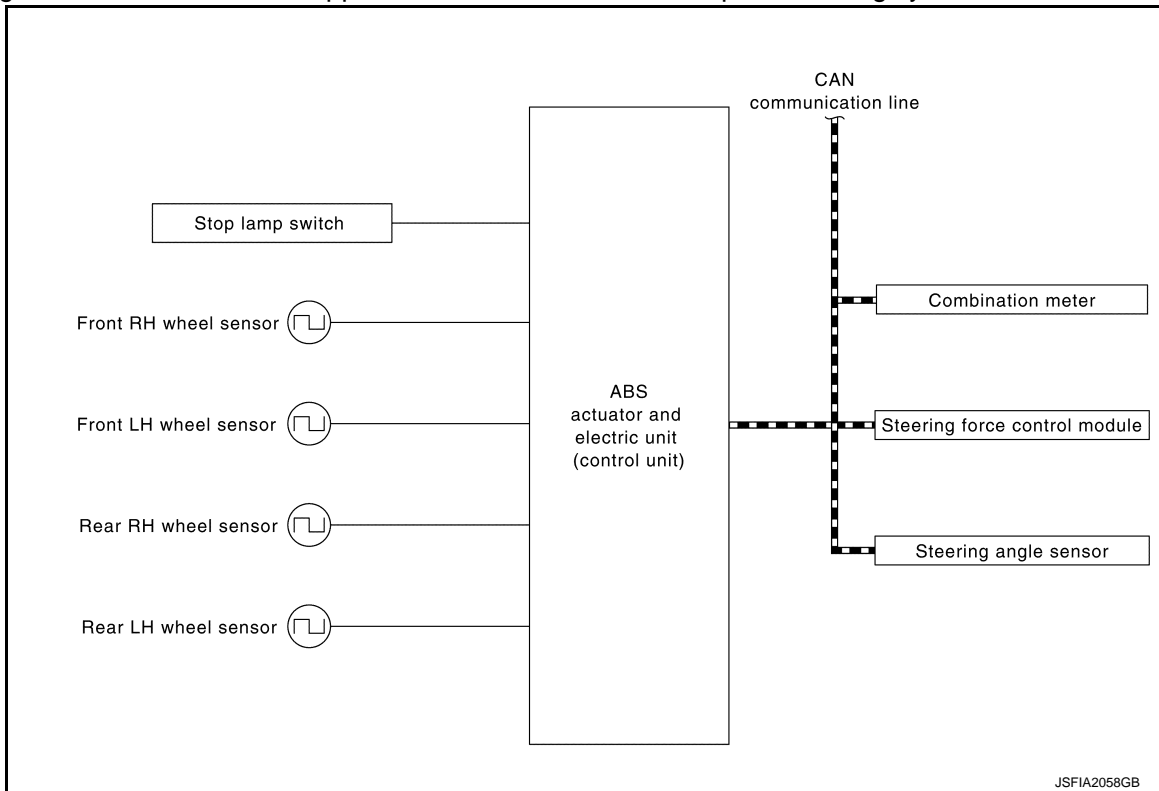 CAN
communication line
Stop lamp switch
Combination meter
Front RH wheel sensor
ABS
actuator and
electric unit
(control unit)
Front LH wheel sensor
Steering force control module
Rear RH wheel sensor
Steering angle sensor
Rear LH wheel sensor
JSFIA2058GB